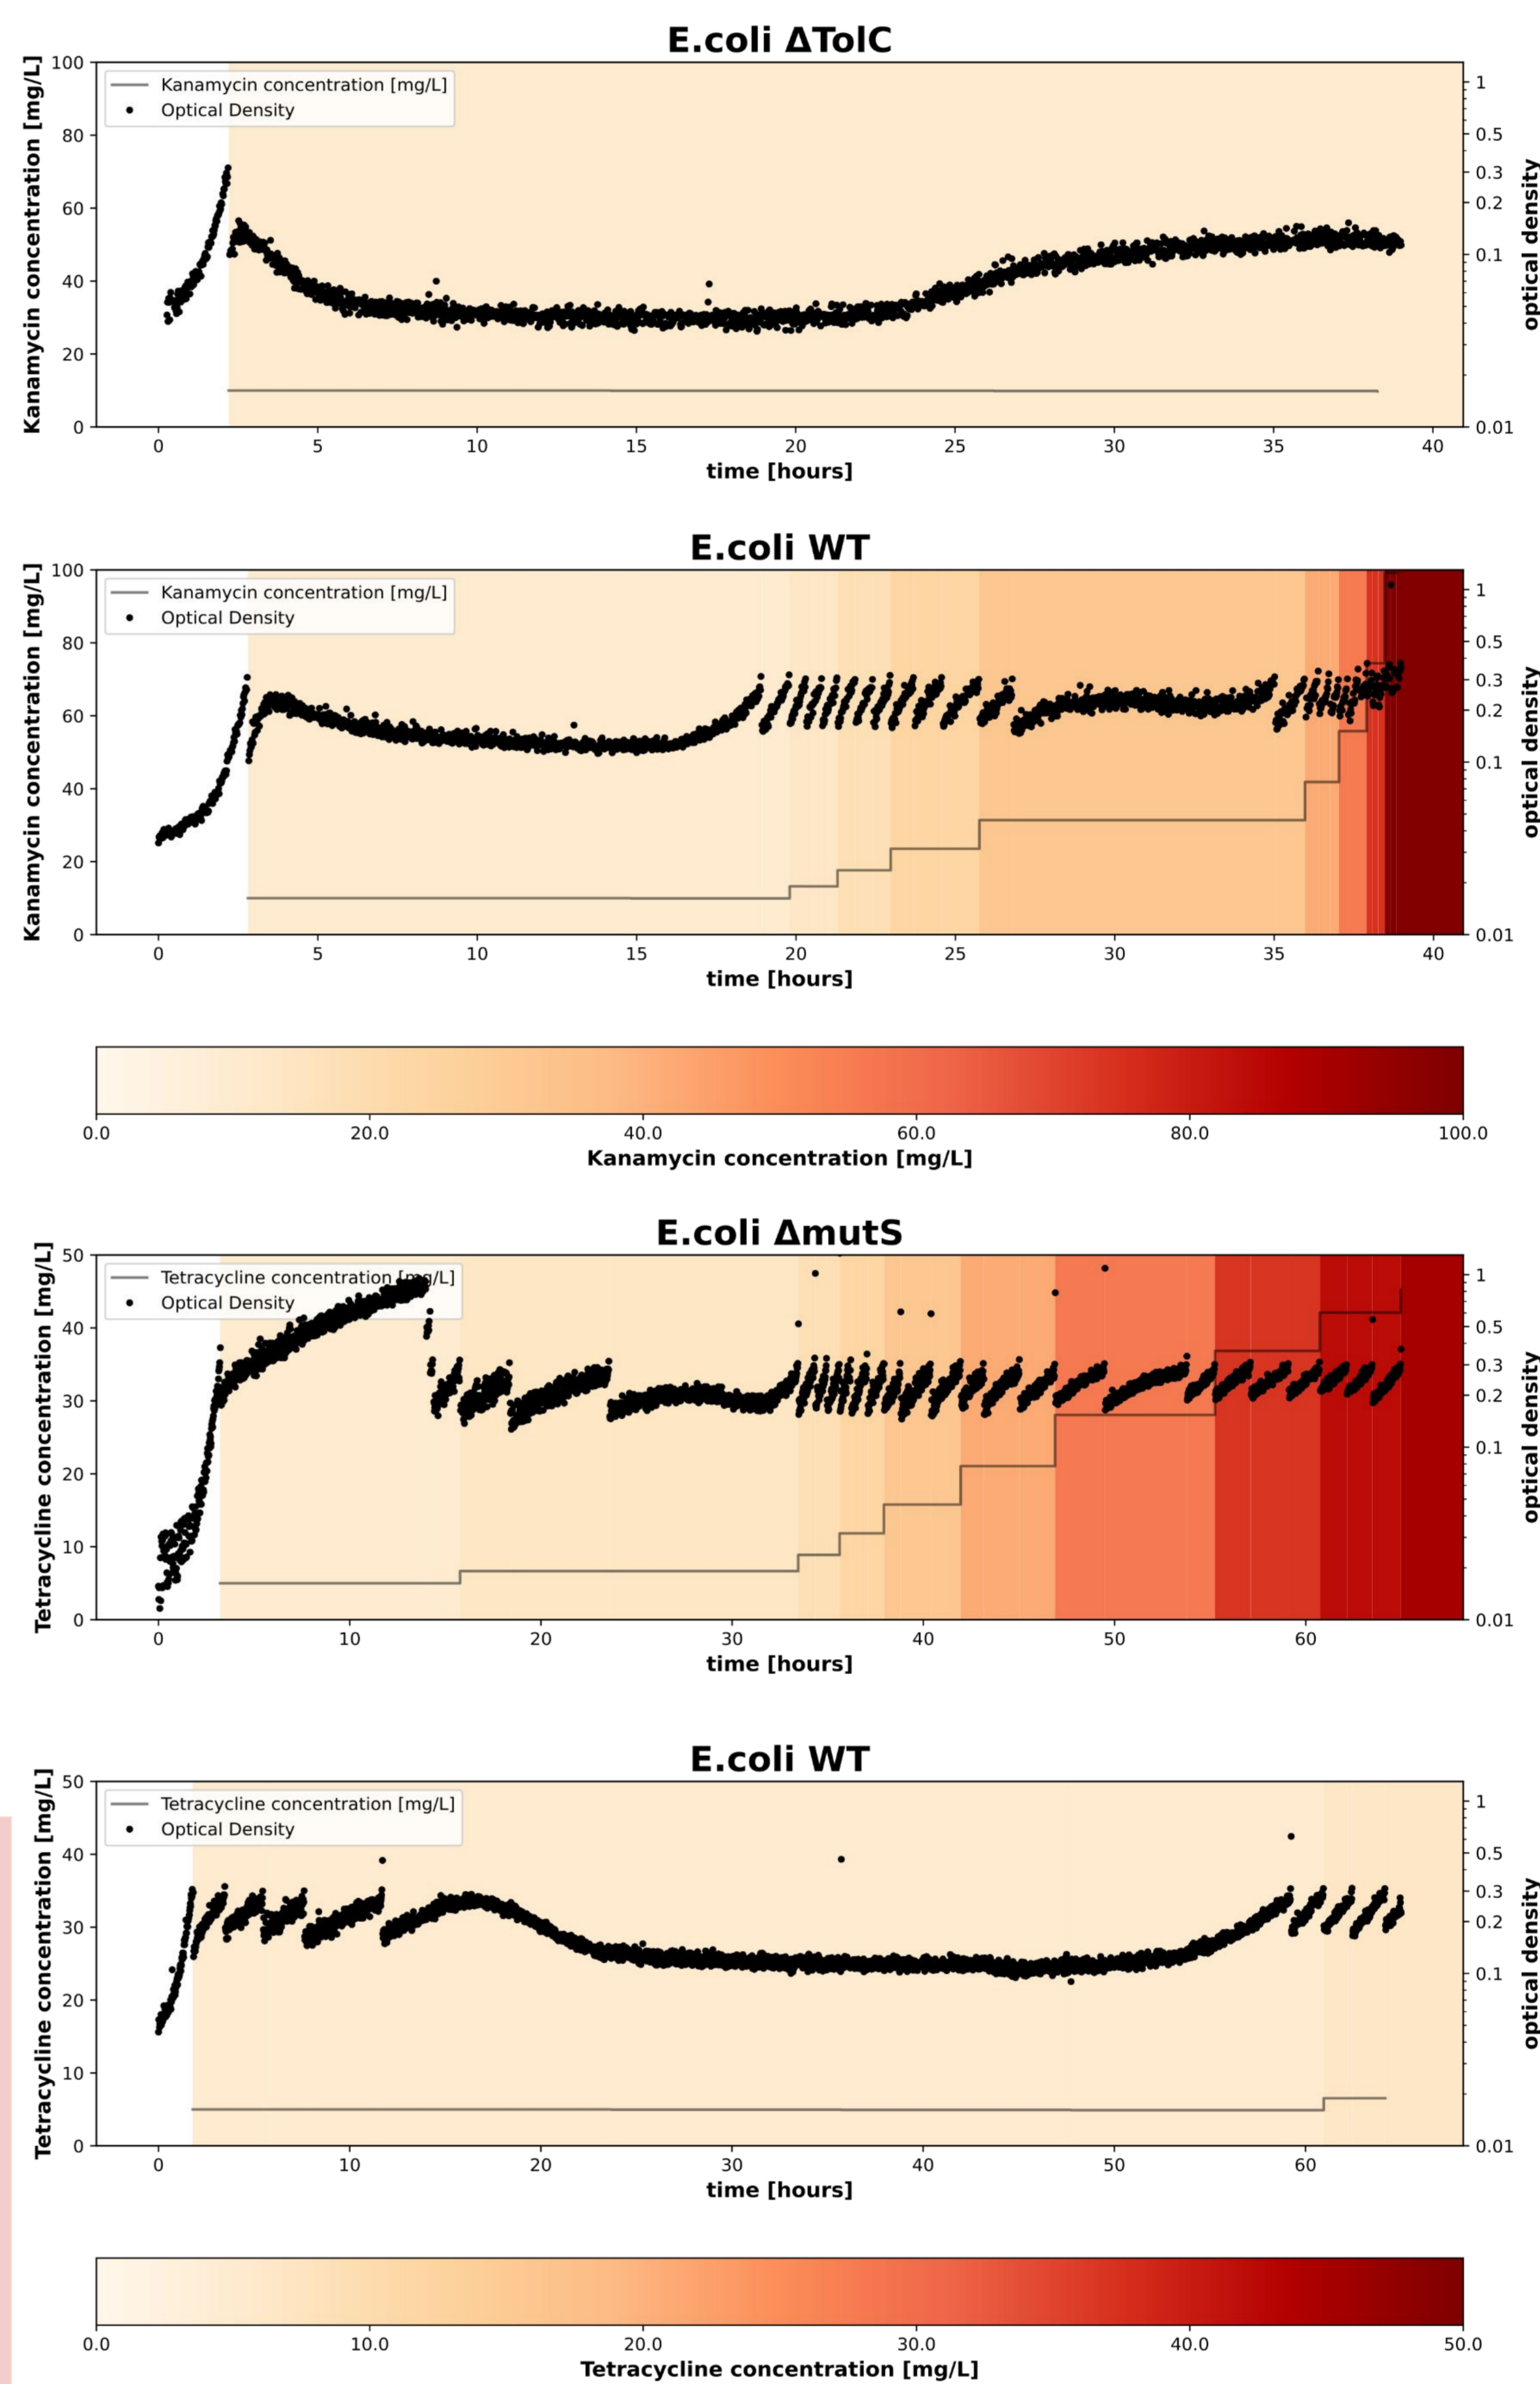 E.coli ΔTolC
Kanamycin concentration [mg/L]
100
80
60
40
20
0
Kanamycin concentration [mg/L]
Optical Density
1
0.5
0.3
0.2
0.1
0.01
optical density
0 5 10 15 20 25 30 35 40
time [hours]
E.coli WT
Kanamycin concentration [mg/L]
100
80
60
40
20
0
Kanamycin concentration [mg/L]
Optical Density
1
0.5
0.3
0.2
0.1
0.01
optical density
0 5 10 15 20 25 30 35 40
time [hours]
0.0 20.0 40.0 60.0 80.0 100.0
Kanamycin concentration [mg/L]
E.coli ΔmutS
Tetracycline concentration [mg/L]
50
40
30
20
10
0
Tetracycline concentration [mg/L]
Optical Density
1
0.5
0.3
0.2
0.1
0.01
optical density
0 10 20 30 40 50 60
time [hours]
E.coli WT
Tetracycline concentration [mg/L]
50
40
30
20
10
0
Tetracycline concentration [mg/L]
Optical Density
1
0.5
0.3
0.2
0.1
0.01
optical density
0 10 20 30 40 50 60
time [hours]
0.0 10.0 20.0 30.0 40.0 50.0
Tetracycline concentration [mg/L]